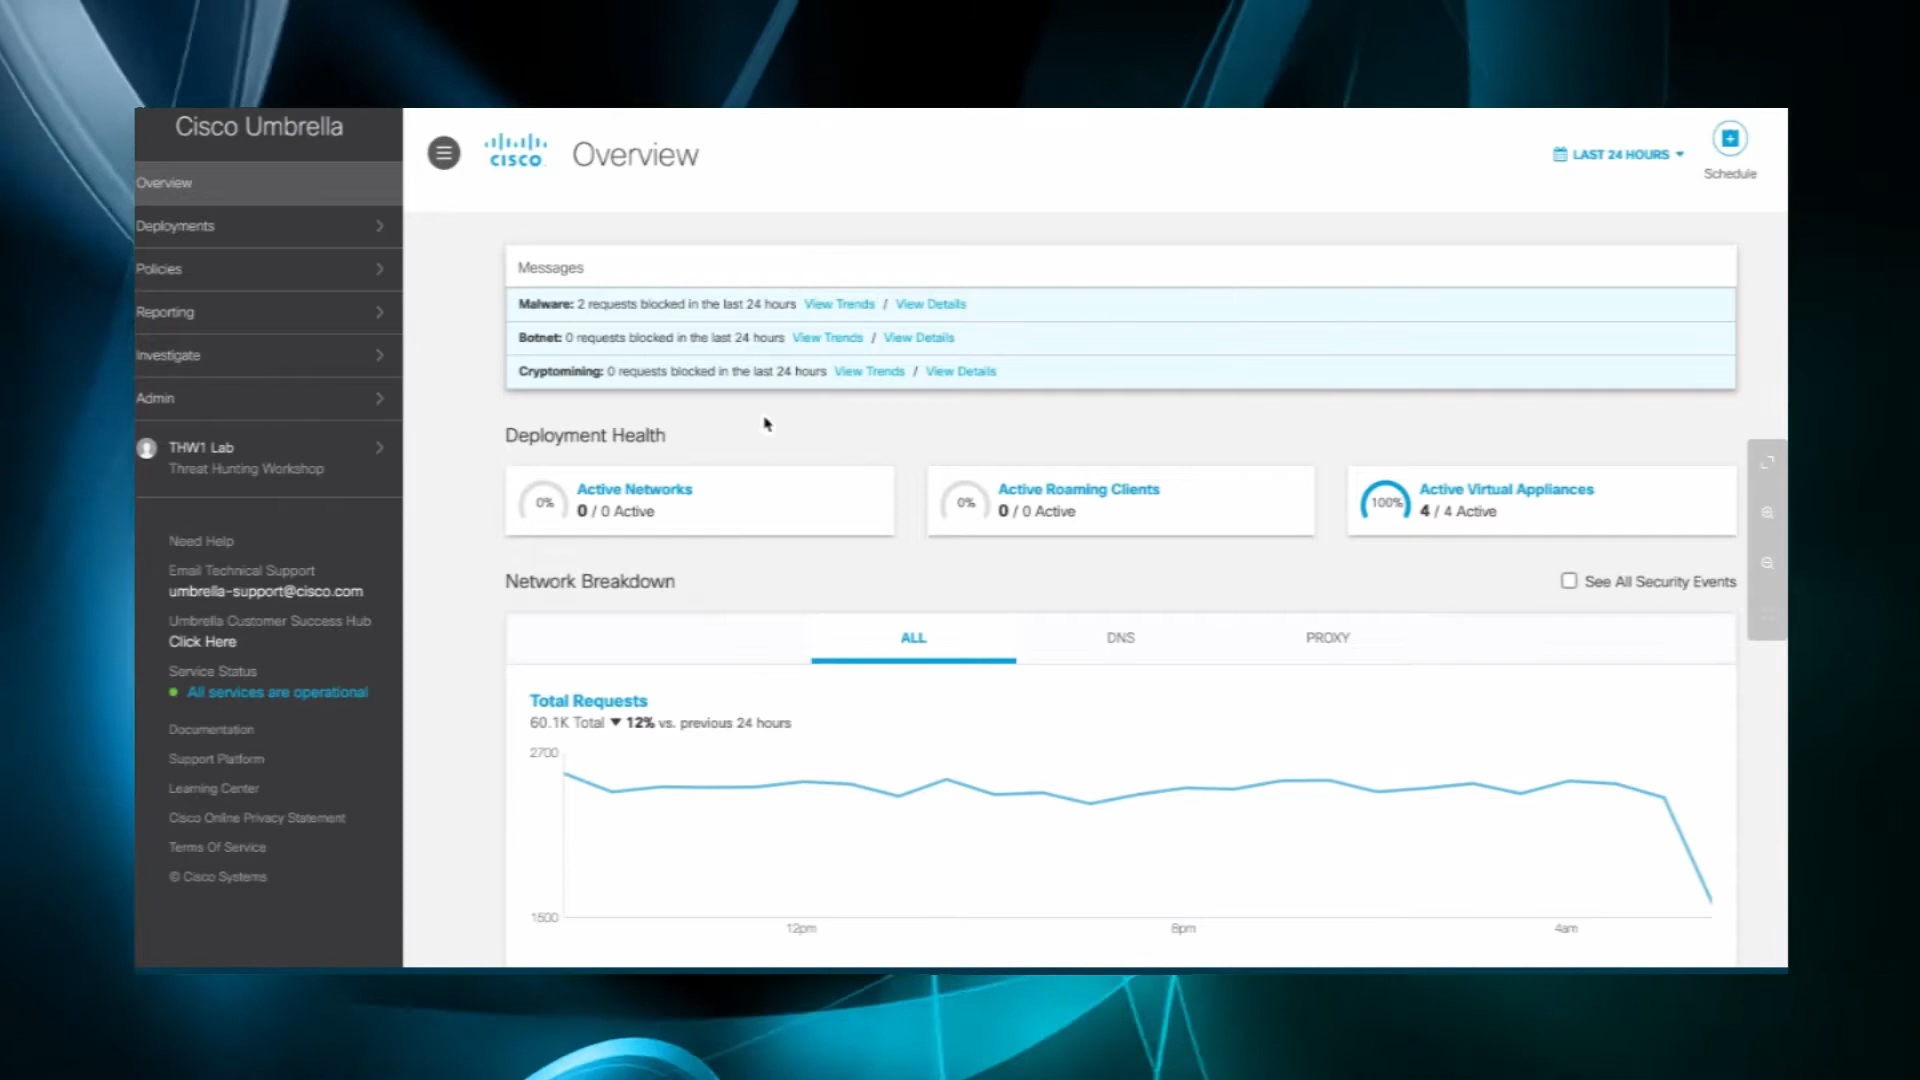 Cisco Umbrella
Overview
Deployments
Policies
Reporting
Investigate
Admin
THW1 Lab
Threat Hunting Workshop
Need Help
Email Technical Support
umbrella-support@cisco.com
Umbrella Customer Success Hub
Click Here
Service Status
All services are operational
Documentation
Support Platform
Learning Center
Cisco Online Privacy Statement
Terms Of Service
© Cisco Systems
CISCO
Overview
LAST 24 HOURS
Schedule
Messages
Malware: 2 requests blocked in the last 24 hours View Trends / View Details
Botnet: 0 requests blocked in the last 24 hours View Trends / View Details
Cryptomining: 0 requests blocked in the last 24 hours View Trends / View Details
Deployment Health
0%
Active Networks
0 / 0 Active
0%
Active Roaming Clients
0 / 0 Active
100%
Active Virtual Appliances
4 / 4 Active
Network Breakdown
See All Security Events
ALL DNS PROXY
Total Requests
60.1K Total ▼ 12% vs. previous 24 hours
2700
1500
12pm 8pm 4am